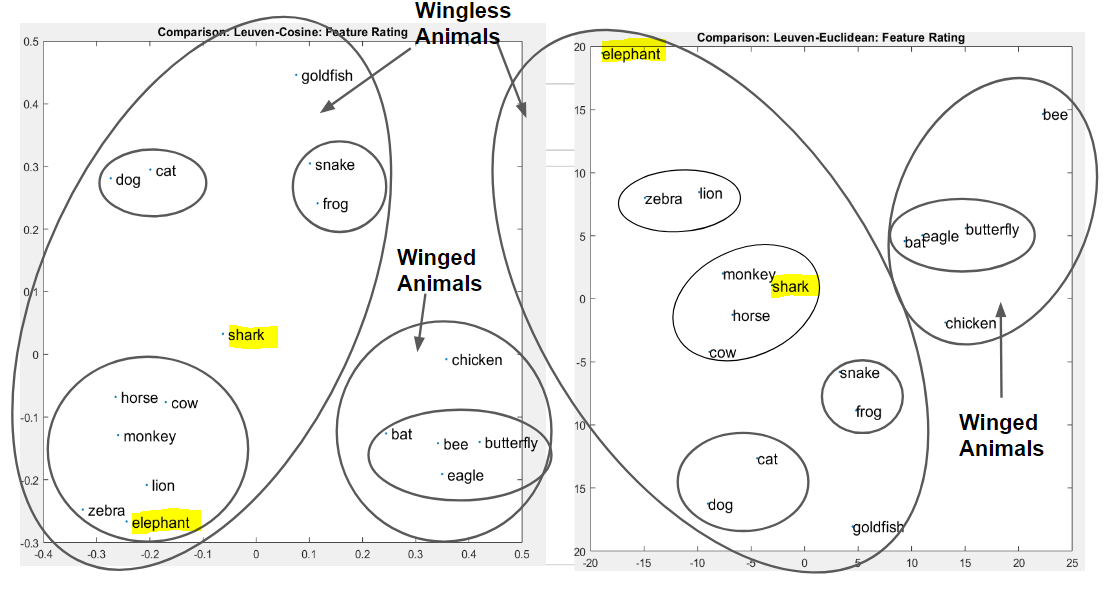 Wingless
Animals
Comparison: Leuven-Cosine: Feature Rating
0.5
0.4
0.3
0.2
0.1
0
-0.1
-0.2
-0.3
-0.4
-0.3
-0.2
-0.1
0
0.1
0.2
0.3
0.4
0.5
goldfish
dog
cat
snake
frog
shark
horse
cow
monkey
lion
zebra
elephant
Winged
Animals
chicken
bat
bee
butterfly
eagle
Comparison: Leuven-Euclidean: Feature Rating
20
15
10
5
0
-5
10
15
20
-20
-15
-10
-5
0
5
10
15
20
25
elephant
bee
zebra
lion
bat
eagle
butterfly
monkey
shark
horse
cow
chicken
snake
frog
cat
dog
goldfish
Winged
Animals